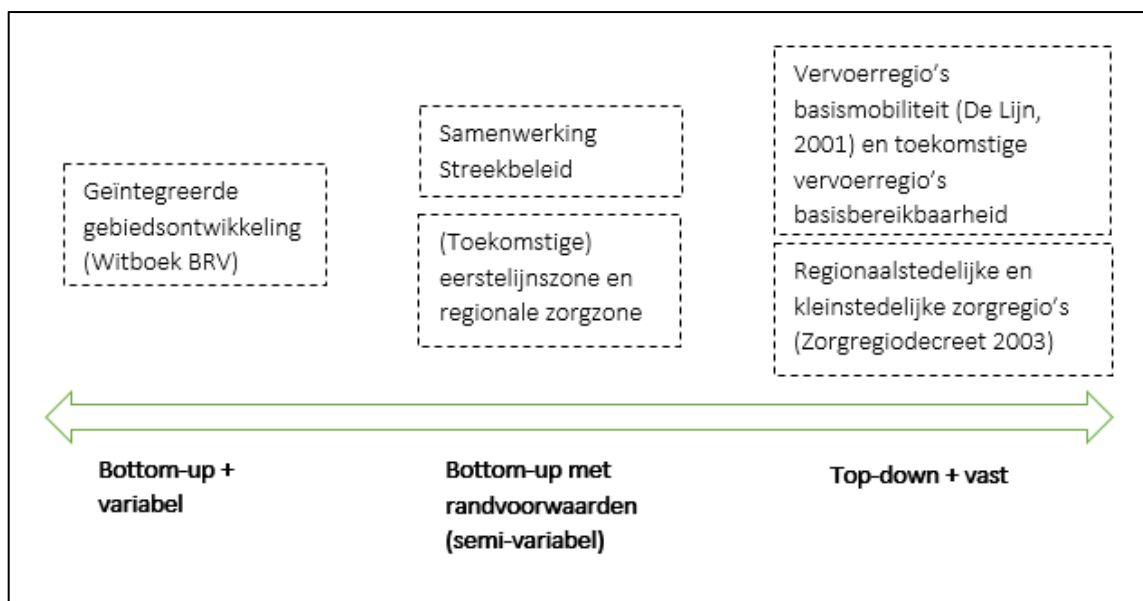 Geïntegreerde
gebiedsontwikkeling
(Witboek BRV)
Samenwerking
Streekbeleid
(Toekomstige)
eerstelijnszone en
regionale zorgzone
Vervoerregio's
basismobiliteit (De Lijn,
2001) en toekomstige
vervoerregio's
basisbereikbaarheid
Regionaalstedelijke en
kleinstedelijke zorgregio's
(Zorgregiodecreet 2003)
Bottom-up +
variabel
Bottom-up met
randvoorwaarden
(semi-variabel)
Top-down + vast